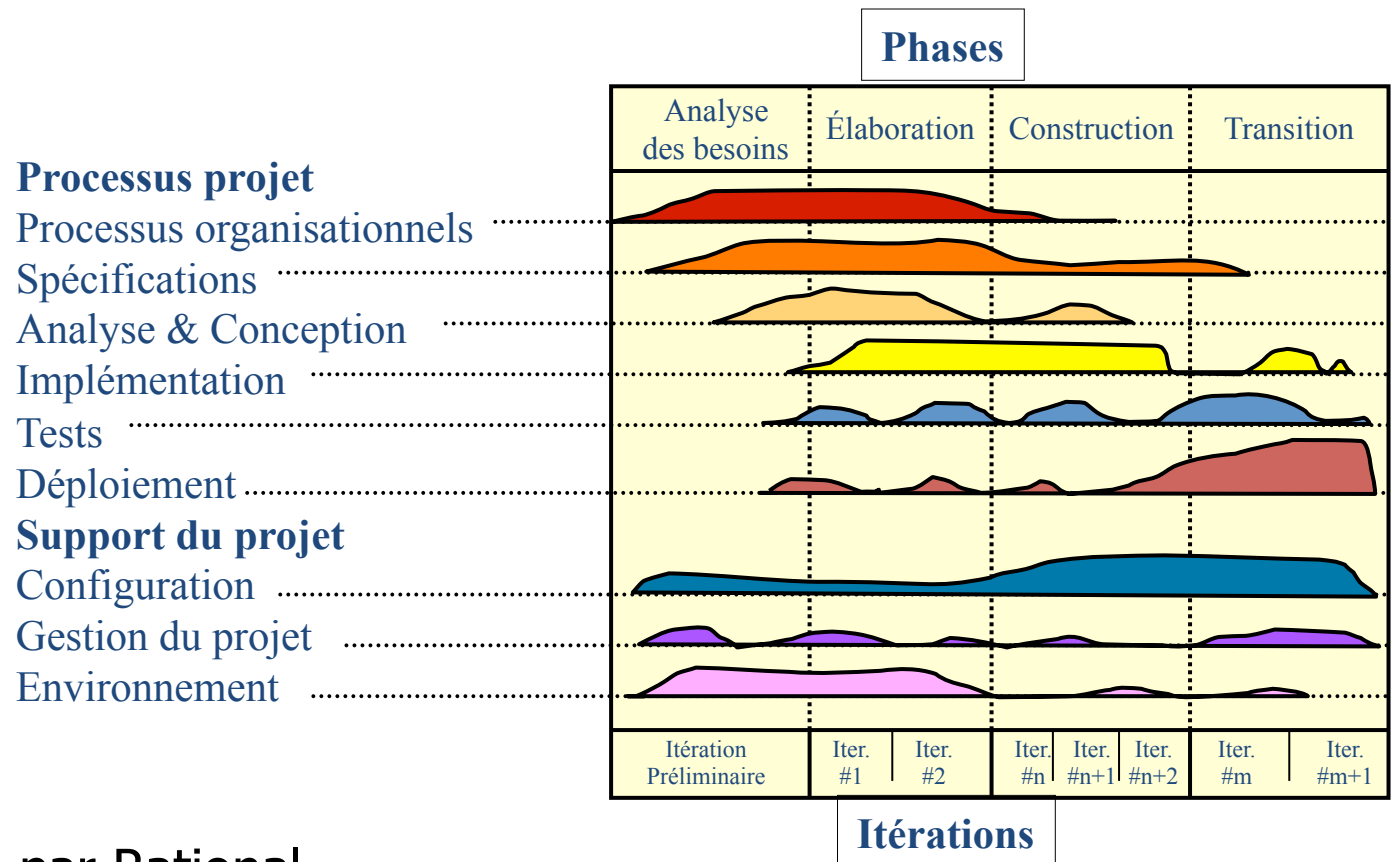 Phases
Analyse
des besoins
Élaboration
Construction
Transition
Processus projet
Processus organisationnels
Spécifications
Analyse & Conception
Implémentation
Tests
Déploiement
Support du projet
Configuration
Gestion du projet
Environnement
Itération
Préliminaire
Iter.
#1
Iter.
#2
Iter.
#n
Iter.
#n+1
Iter.
#n+2
Iter.
#m
Iter.
#m+1
Itérations
par Rational